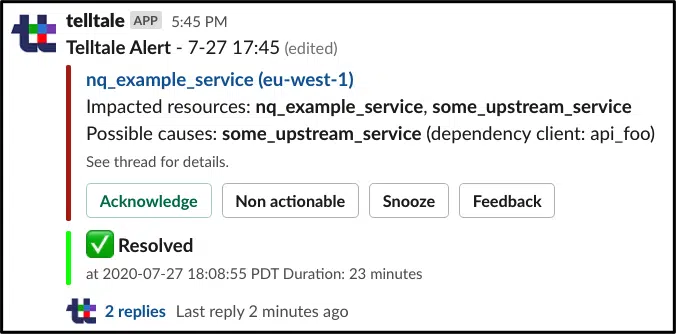 telltale APP 5:45 PM
Telltale Alert - 7-27 17:45 (edited)
nq_example_service (eu-west-1)
Impacted resources: nq_example_service, some_upstream_service
Possible causes: some_upstream_service (dependency client: api_foo)
See thread for details.
Acknowledge Non actionable Snooze Feedback
✅ Resolved
at 2020-07-27 18:08:55 PDT Duration: 23 minutes
2 replies Last reply 2 minutes ago